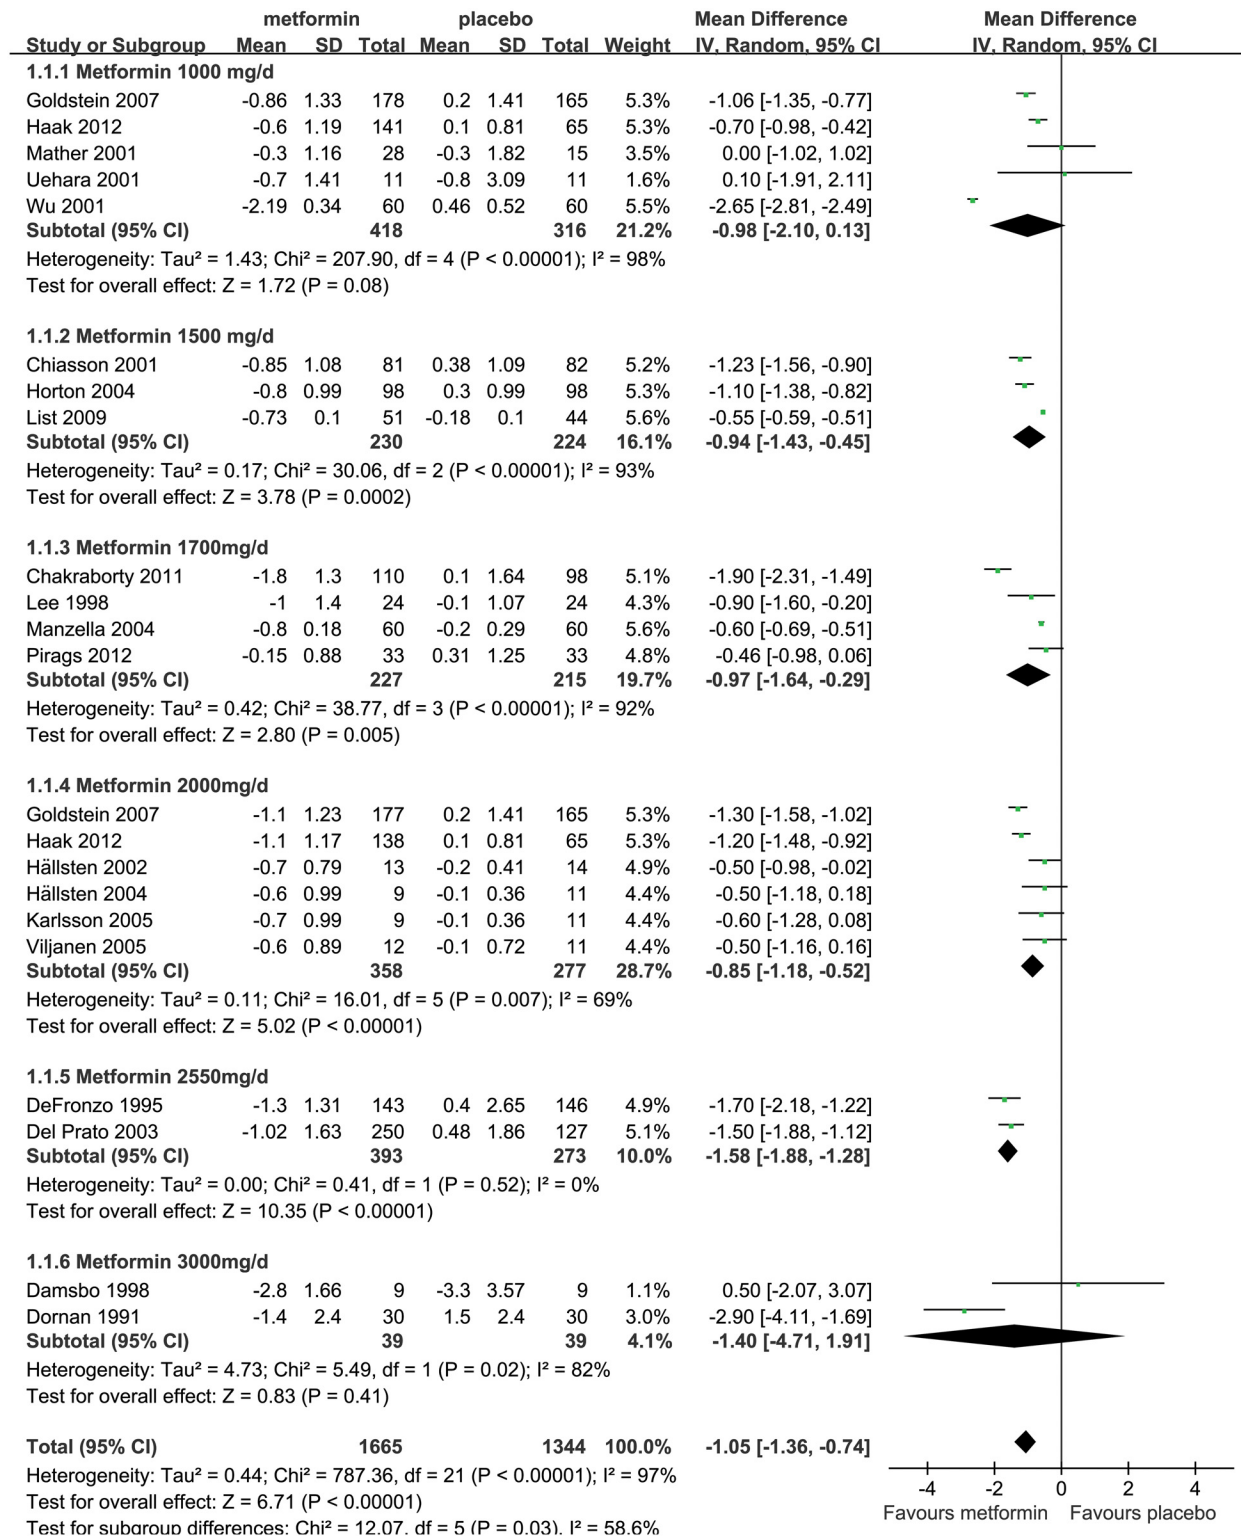 metformin placebo Mean Difference Mean Difference
Study or Subgroup Mean SD Total Mean SD Total Weight IV, Random, 95% CI IV, Random, 95% CI
1.1.1 Metformin 1000 mg/d
Goldstein 2007 -0.86 1.33 178 0.2 1.41 165 5.3% -1.06 [-1.35, -0.77]
Haak 2012 -0.6 1.19 141 0.1 0.81 65 5.3% -0.70 [-0.98, -0.42]
Mather 2001 -0.3 1.16 28 -0.3 1.82 15 3.5% 0.00 [-1.02, 1.02]
Uehara 2001 -0.7 1.41 11 -0.8 3.09 11 1.6% 0.10 [-1.91, 2.11]
Wu 2001 -2.19 0.34 60 0.46 0.52 60 5.5% -2.65 [-2.81, -2.49]
Subtotal (95% CI) 418 316 21.2% -0.98 [-2.10, 0.13]
Heterogeneity: Tau² = 1.43; Chi² = 207.90, df = 4 (P < 0.00001); I² = 98%
Test for overall effect: Z = 1.72 (P = 0.08)
1.1.2 Metformin 1500 mg/d
Chiasson 2001 -0.85 1.08 81 0.38 1.09 82 5.2% -1.23 [-1.56, -0.90]
Horton 2004 -0.8 0.99 98 0.3 0.99 98 5.3% -1.10 [-1.38, -0.82]
List 2009 -0.73 0.1 51 -0.18 0.1 44 5.6% -0.55 [-0.59, -0.51]
Subtotal (95% CI) 230 224 16.1% -0.94 [-1.43, -0.45]
Heterogeneity: Tau² = 0.17; Chi² = 30.06, df = 2 (P < 0.00001); I² = 93%
Test for overall effect: Z = 3.78 (P = 0.0002)
1.1.3 Metformin 1700mg/d
Chakraborty 2011 -1.8 1.3 110 0.1 1.64 98 5.1% -1.90 [-2.31, -1.49]
Lee 1998 -1 1.4 24 -0.1 1.07 24 4.3% -0.90 [-1.60, -0.20]
Manzella 2004 -0.8 0.18 60 -0.2 0.29 60 5.6% -0.60 [-0.69, -0.51]
Pirags 2012 -0.15 0.88 33 0.31 1.25 33 4.8% -0.46 [-0.98, 0.06]
Subtotal (95% CI) 227 215 19.7% -0.97 [-1.64, -0.29]
Heterogeneity: Tau² = 0.42; Chi² = 38.77, df = 3 (P < 0.00001); I² = 92%
Test for overall effect: Z = 2.80 (P = 0.005)
1.1.4 Metformin 2000mg/d
Goldstein 2007 -1.1 1.23 177 0.2 1.41 165 5.3% -1.30 [-1.58, -1.02]
Haak 2012 -1.1 1.17 138 0.1 0.81 65 5.3% -1.20 [-1.48, -0.92]
Hällsten 2002 -0.7 0.79 13 -0.2 0.41 14 4.9% -0.50 [-0.98, -0.02]
Hällsten 2004 -0.6 0.99 9 -0.1 0.36 11 4.4% -0.50 [-1.18, 0.18]
Karlsson 2005 -0.7 0.99 9 -0.1 0.36 11 4.4% -0.60 [-1.28, 0.08]
Viljanen 2005 -0.6 0.89 12 -0.1 0.72 11 4.4% -0.50 [-1.16, 0.16]
Subtotal (95% CI) 358 277 28.7% -0.85 [-1.18, -0.52]
Heterogeneity: Tau² = 0.11; Chi² = 16.01, df = 5 (P = 0.007); I² = 69%
Test for overall effect: Z = 5.02 (P < 0.00001)
1.1.5 Metformin 2550mg/d
DeFronzo 1995 -1.3 1.31 143 0.4 2.65 146 4.9% -1.70 [-2.18, -1.22]
Del Prato 2003 -1.02 1.63 250 0.48 1.86 127 5.1% -1.50 [-1.88, -1.12]
Subtotal (95% CI) 393 273 10.0% -1.58 [-1.88, -1.28]
Heterogeneity: Tau² = 0.00; Chi² = 0.41, df = 1 (P = 0.52); I² = 0%
Test for overall effect: Z = 10.35 (P < 0.00001)
1.1.6 Metformin 3000mg/d
Damsbo 1998 -2.8 1.66 9 -3.3 3.57 9 1.1% 0.50 [-2.07, 3.07]
Dornan 1991 -1.4 2.4 30 1.5 2.4 30 3.0% -2.90 [-4.11, -1.69]
Subtotal (95% CI) 39 39 4.1% -1.40 [-4.71, 1.91]
Heterogeneity: Tau² = 4.73; Chi² = 5.49, df = 1 (P = 0.02); I² = 82%
Test for overall effect: Z = 0.83 (P = 0.41)
Total (95% CI) 1665 1344 100.0% -1.05 [-1.36, -0.74]
Heterogeneity: Tau² = 0.44; Chi² = 787.36, df = 21 (P < 0.00001); I² = 97%
Test for overall effect: Z = 6.71 (P < 0.00001)
Test for subgroup differences: Chi² = 12.07, df = 5 (P = 0.03), I² = 58.6%
-4 -2 0 2 4
Favours metformin Favours placebo